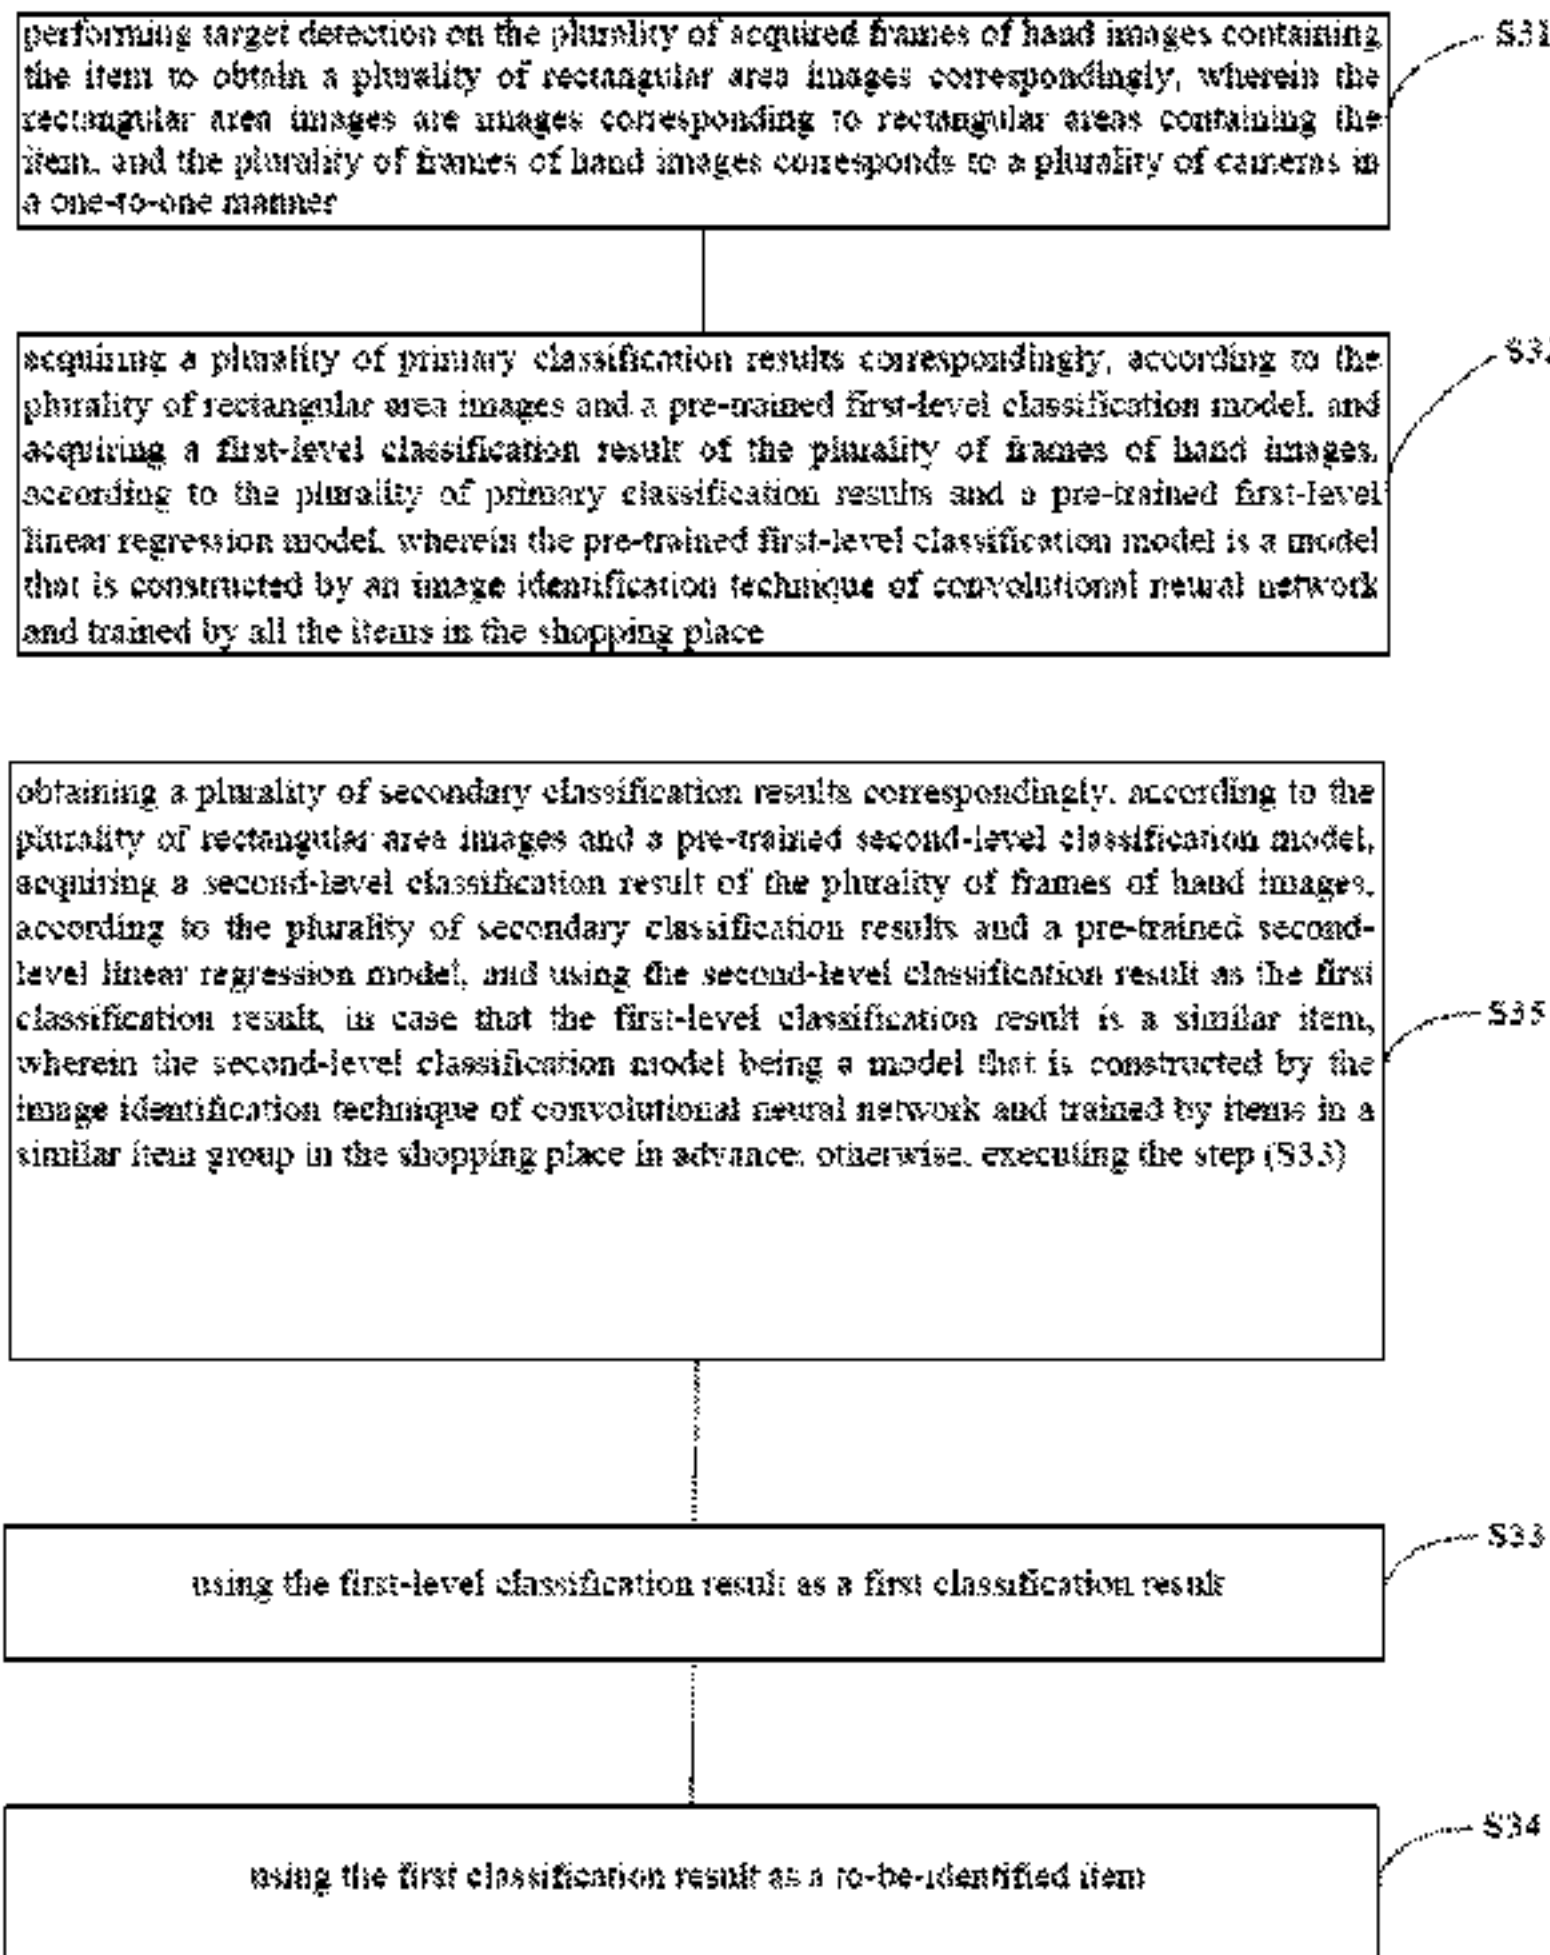 performing target detection on the plurality of acquired frames of hand images containing
the item to obtain a plurality of rectangular area images correspondingly, wherein the
rectangular area images are images corresponding to rectangular areas containing the
item, and the plurality of frames of hand images corresponds to a plurality of cameras in
a one-to-one manner
S31
acquiring a plurality of primary classification results correspondingly, according to the
plurality of rectangular area images and a pre-trained first-level classification model, and
acquiring a first-level classification result of the plurality of frames of hand images,
according to the plurality of primary classification results and a pre-trained first-level
linear regression model, wherein the pre-trained first-level classification model is a model
that is constructed by an image identification technique of convolutional neural network
and trained by all the items in the shopping place
S32
obtaining a plurality of secondary classification results correspondingly, according to the
plurality of rectangular area images and a pre-trained second-level classification model,
acquiring a second-level classification result of the plurality of frames of hand images,
according to the plurality of secondary classification results and a pre-trained second-
level linear regression model, and using the second-level classification result as the first
classification result, in case that the first-level classification result is a similar item,
wherein the second-level classification model being a model that is constructed by the
image identification technique of convolutional neural network and trained by items in a
similar item group in the shopping place in advance; otherwise, executing the step (S33)
S35
using the first-level classification result as a first classification result
S33
using the first classification result as a to-be-identified item
S34